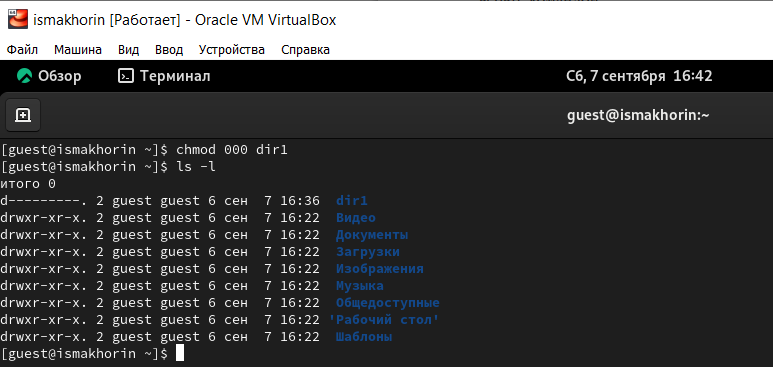 ismakhorin [Работает] - Oracle VM VirtualBox
Файл Машина Вид Ввод Устройства Справка
Обзор Терминал Сб, 7 сентября 16:42
guest@ismakhorin:~
[guest@ismakhorin ~]$ chmod 000 dir1
[guest@ismakhorin ~]$ ls -l
итого 0
d---------. 2 guest guest 6 сен  7 16:36  dir1
drwxr-xr-x. 2 guest guest 6 сен  7 16:22  Видео
drwxr-xr-x. 2 guest guest 6 сен  7 16:22  Документы
drwxr-xr-x. 2 guest guest 6 сен  7 16:22  Загрузки
drwxr-xr-x. 2 guest guest 6 сен  7 16:22  Изображения
drwxr-xr-x. 2 guest guest 6 сен  7 16:22  Музыка
drwxr-xr-x. 2 guest guest 6 сен  7 16:22  Общедоступные
drwxr-xr-x. 2 guest guest 6 сен  7 16:22 'Рабочий стол'
drwxr-xr-x. 2 guest guest 6 сен  7 16:22  Шаблоны
[guest@ismakhorin ~]$